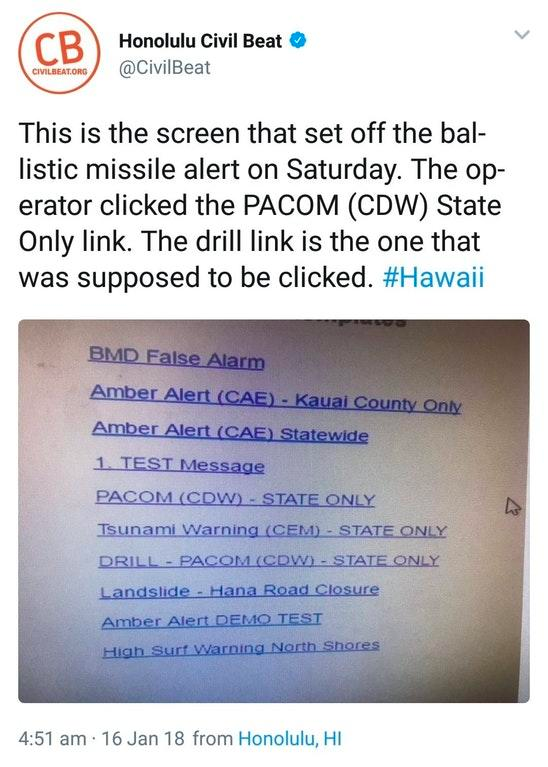 CB
CIVILBEAT.ORG
Honolulu Civil Beat
@CivilBeat
This is the screen that set off the bal-
listic missile alert on Saturday. The op-
erator clicked the PACOM (CDW) State
Only link. The drill link is the one that
was supposed to be clicked. #Hawaii
BMD False Alarm
Amber Alert (CAE) - Kauai County Only
Amber Alert (CAE) Statewide
1. TEST Message
PACOM (CDW) - STATE ONLY
Tsunami Warning (CEM) - STATE ONLY
DRILL - PACOM (CDW) - STATE ONLY
Landslide - Hana Road Closure
Amber Alert DEMO TEST
High Surf Warning North Shores
4:51 am · 16 Jan 18 from Honolulu, HI